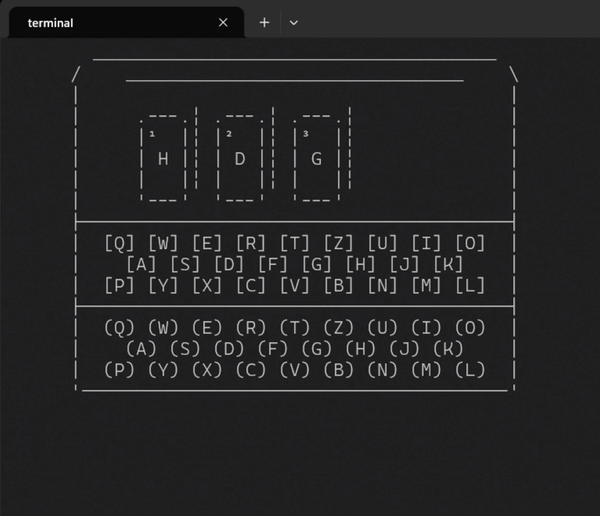 terminal
1 2 3
H D G
[Q] [W] [E] [R] [T] [Z] [U] [I] [O]
[A] [S] [D] [F] [G] [H] [J] [K]
[P] [Y] [X] [C] [V] [B] [N] [M] [L]
(Q) (W) (E) (R) (T) (Z) (U) (I) (O)
(A) (S) (D) (F) (G) (H) (J) (K)
(P) (Y) (X) (C) (V) (B) (N) (M) (L)